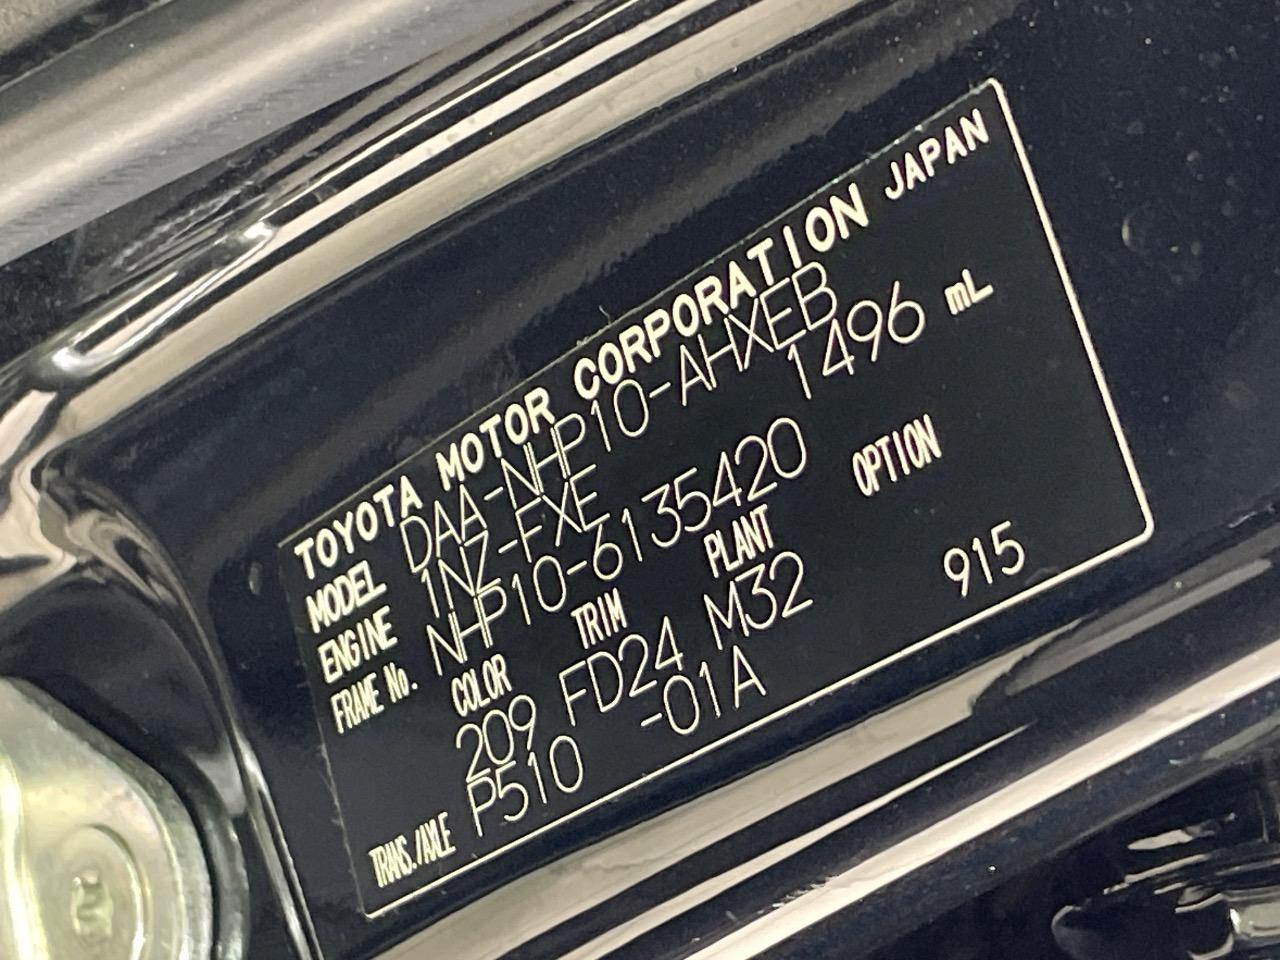 TOYOTA MOTOR CORPORATION JAPAN
MODEL DAA-NHP10-AHXEB
ENGINE 1NZ-FXE 1496 mL
FRAME No. NHP10-6135420
COLOR TRIM PLANT OPTION
209 FD24 M32 915
TRANS./AXLE P510 -01A